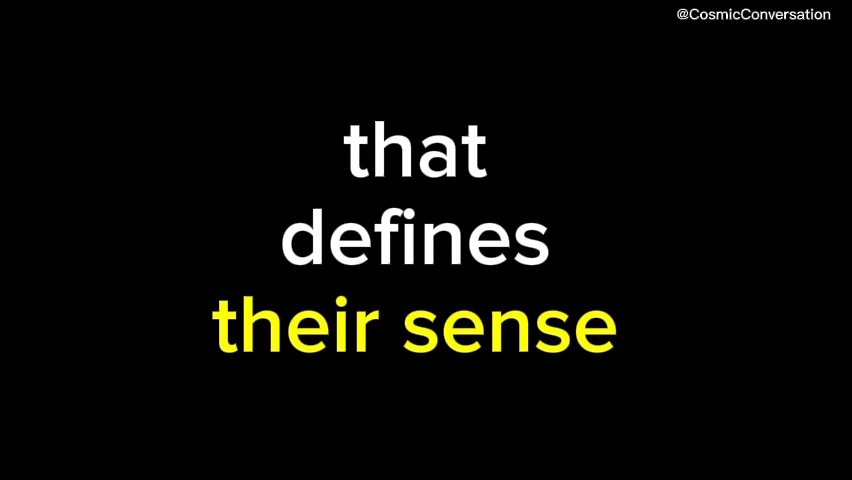 @CosmicConversation
that
defines
their sense